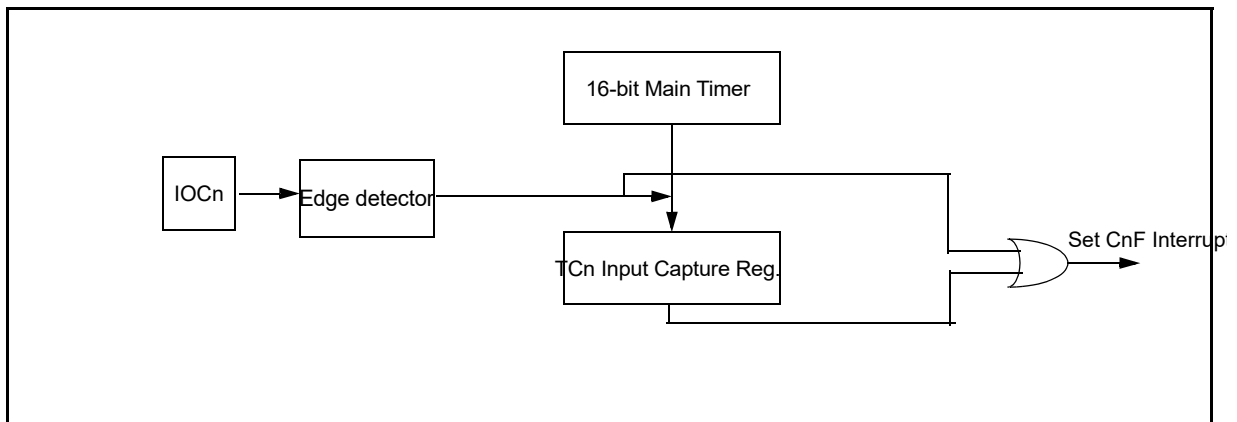 16-bit Main Timer
IOCn
Edge detector
TCn Input Capture Reg.
Set CnF Interrupt